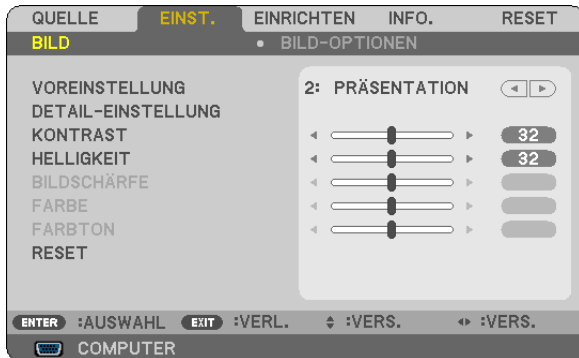 QUELLE EINST. EINRICHTEN INFO. RESET
BILD • BILD-OPTIONEN
VOREINSTELLUNG 2: PRÄSENTATION
DETAIL-EINSTELLUNG
KONTRAST 32
HELLIGKEIT 32
BILDSCHÄRFE
FARBE
FARBTON
RESET
ENTER :AUSWAHL EXIT :VERL. :VERS. :VERS.
COMPUTER